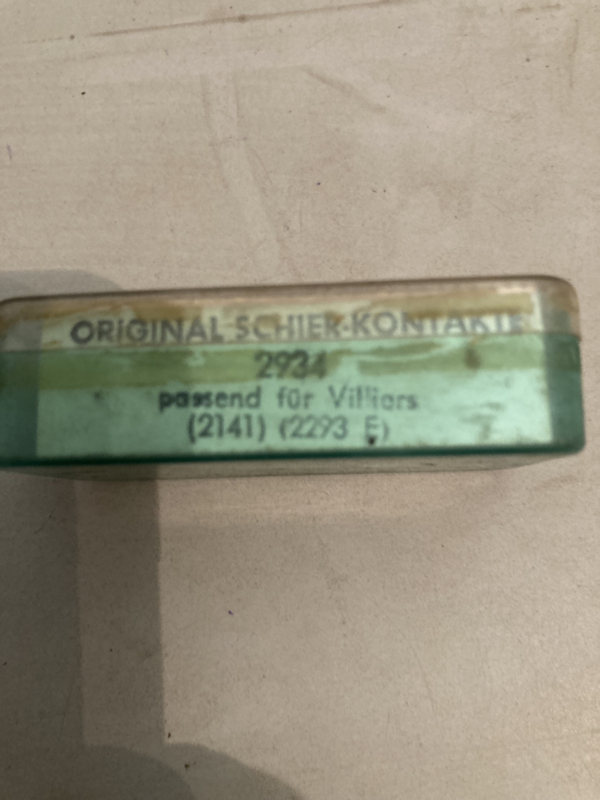 ORIGINAL SCHIER-KONTAKTE
2934
passend für Villiers
(2141) (2293 E)